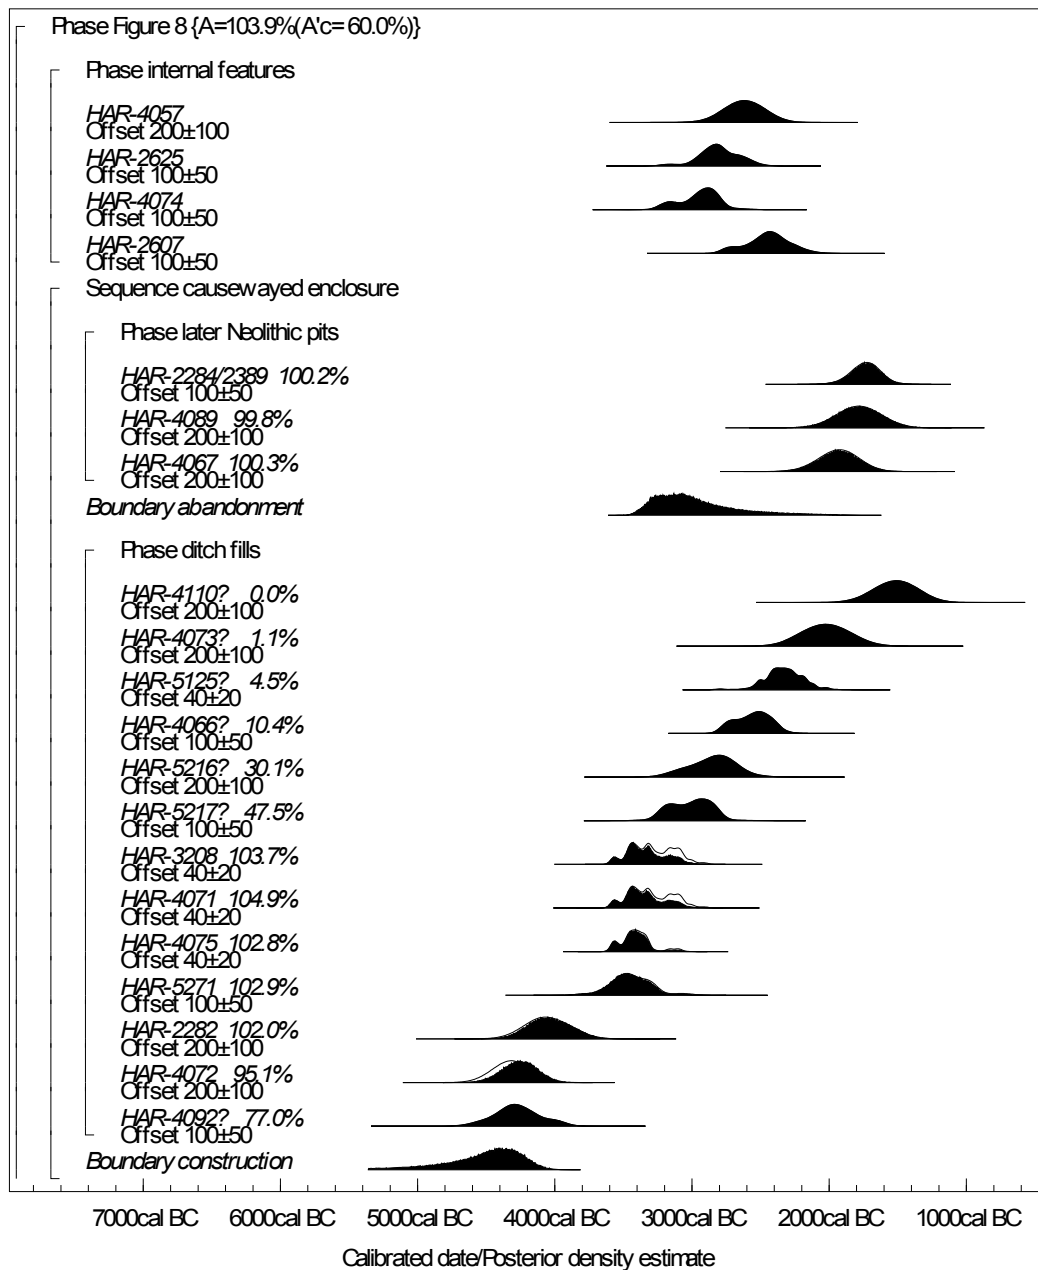 Phase Figure 8 {A=103.9%(A'c= 60.0%)}
Phase internal features
HAR-4057
Offset 200±100
HAR-2625
Offset 100±50
HAR-4074
Offset 100±50
HAR-2607
Offset 100±50
Sequence causewayed enclosure
Phase later Neolithic pits
HAR-2284/2389 100.2%
Offset 100±50
HAR-4089 99.8%
Offset 200±100
HAR-4067 100.3%
Offset 200±100
Boundary abandonment
Phase ditch fills
HAR-4110? 0.0%
Offset 200±100
HAR-4073? 1.1%
Offset 200±100
HAR-5125? 4.5%
Offset 40±20
HAR-4066? 10.4%
Offset 100±50
HAR-5216? 30.1%
Offset 200±100
HAR-5217? 47.5%
Offset 100±50
HAR-3208 103.7%
Offset 40±20
HAR-4071 104.9%
Offset 40±20
HAR-4075 102.8%
Offset 40±20
HAR-5271 102.9%
Offset 100±50
HAR-2282 102.0%
Offset 200±100
HAR-4072 95.1%
Offset 200±100
HAR-4092? 77.0%
Offset 100±50
Boundary construction
7000cal BC 6000cal BC 5000cal BC 4000cal BC 3000cal BC 2000cal BC 1000cal BC
Calibrated date/Posterior density estimate